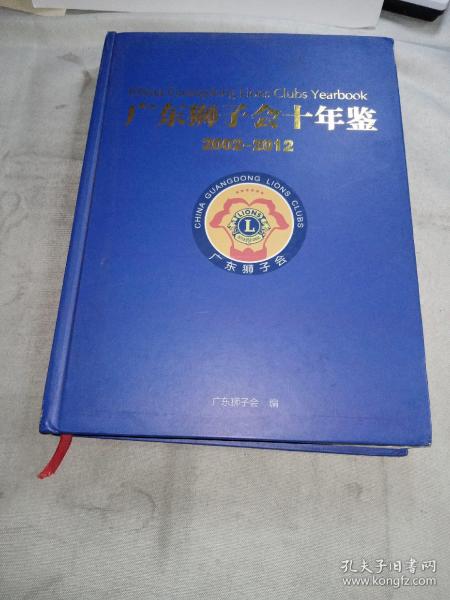 China Guangdong Lions Clubs Yearbook
广东狮子会十年鉴
2002-2012
CHINA GUANGDONG LIONS CLUBS
LIONS
L
广东狮子会
广东狮子会 编
孔夫子旧书网
www.kongfz.com